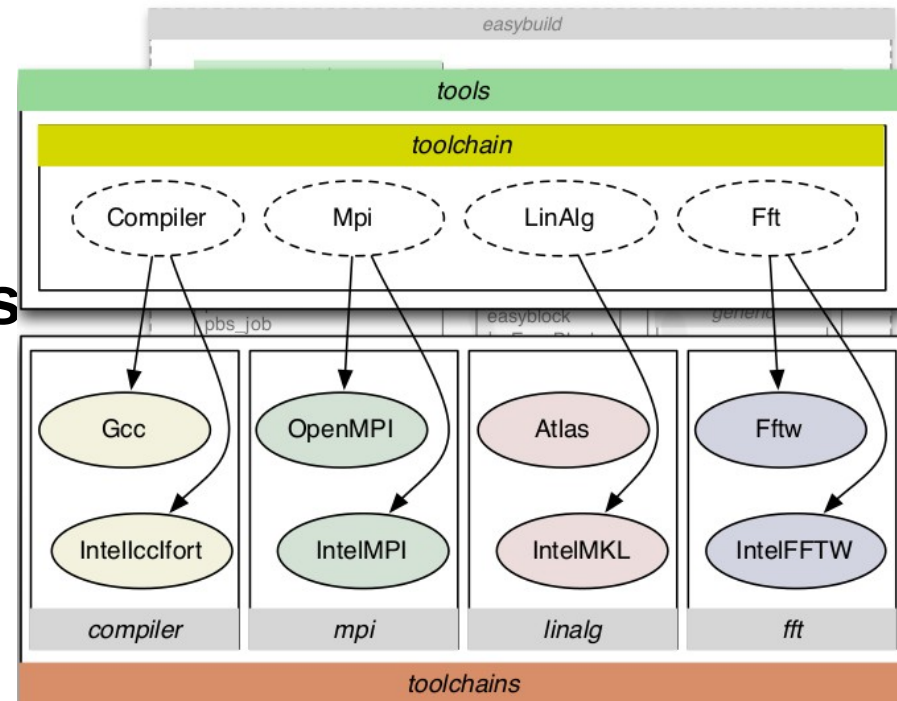 easybuild
tools
toolchain
Compiler Mpi LinAlg Fft
s
pbs_job easyblock generic
Gcc OpenMPI Atlas Fftw
IntelIccIfort IntelMPI IntelMKL IntelFFTW
compiler mpi linalg fft
toolchains